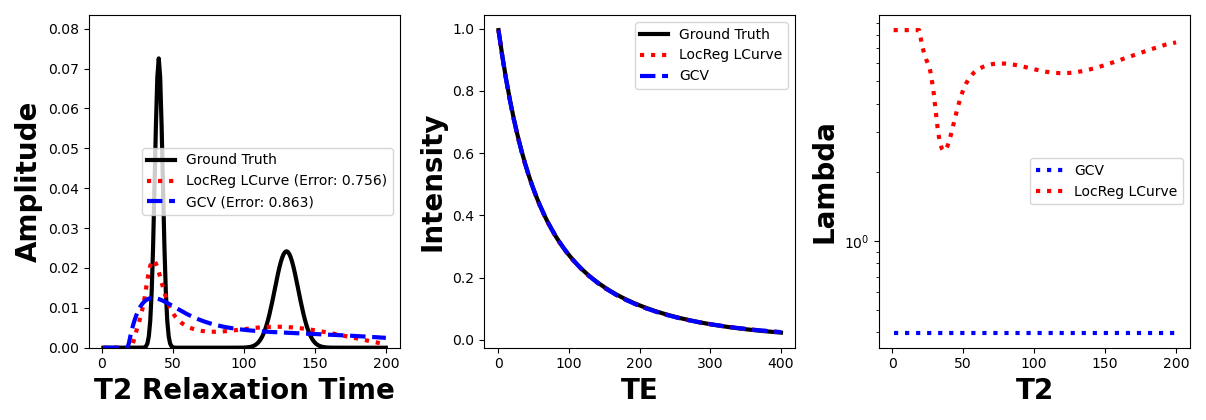 Amplitude
0.08
0.07
0.06
0.05
0.04
0.03
0.02
0.01
0.00
Ground Truth
LocReg LCurve (Error: 0.756)
GCV (Error: 0.863)
0 50 100 150 200
T2 Relaxation Time
Intensity
1.0
0.8
0.6
0.4
0.2
0.0
Ground Truth
LocReg LCurve
GCV
0 100 200 300 400
TE
Lambda
10⁰
GCV
LocReg LCurve
0 50 100 150 200
T2